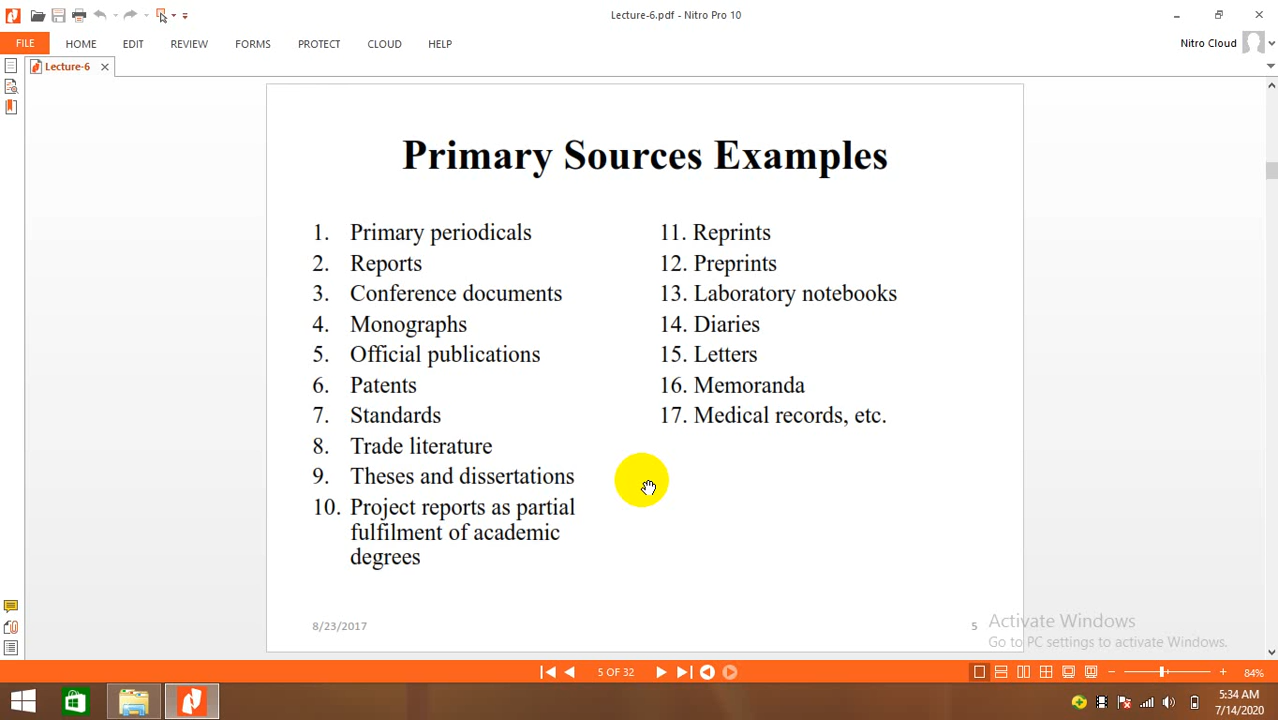 Lecture-6.pdf - Nitro Pro 10
FILE
HOME
EDIT
REVIEW
FORMS
PROTECT
CLOUD
HELP
Nitro Cloud
Lecture-6
Primary Sources Examples
1. Primary periodicals
2. Reports
3. Conference documents
4. Monographs
5. Official publications
6. Patents
7. Standards
8. Trade literature
9. Theses and dissertations
10. Project reports as partial
fulfilment of academic
degrees
11. Reprints
12. Preprints
13. Laboratory notebooks
14. Diaries
15. Letters
16. Memoranda
17. Medical records, etc.
8/23/2017
5
Activate Windows
Go to PC settings to activate Windows.
5 OF 32
84%
5:34 AM
7/14/2020